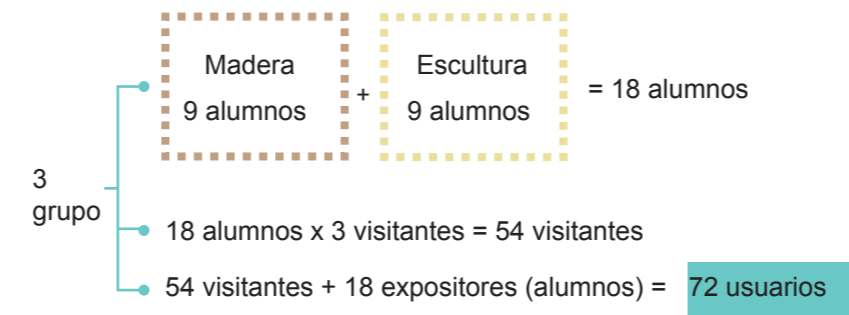 Madera
9 alumnos
+
Escultura
9 alumnos
= 18 alumnos
3
grupo
18 alumnos x 3 visitantes = 54 visitantes
54 visitantes + 18 expositores (alumnos) = 72 usuarios